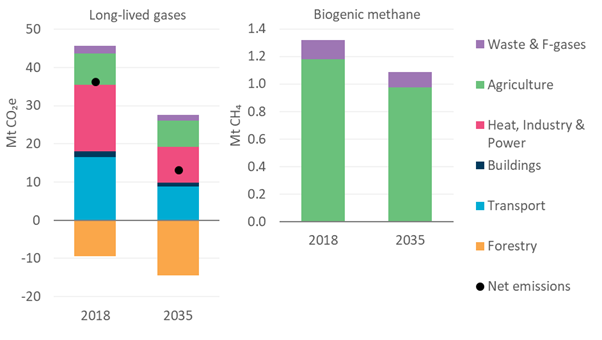 Long-lived gases
Mt CO₂e
50
40
30
20
10
0
-10
-20
2018
2035
Biogenic methane
Mt CH₄
1.4
1.2
1.0
0.8
0.6
0.4
0.2
0.0
2018
2035
Waste & F-gases
Agriculture
Heat, Industry &
Power
Buildings
Transport
Forestry
Net emissions